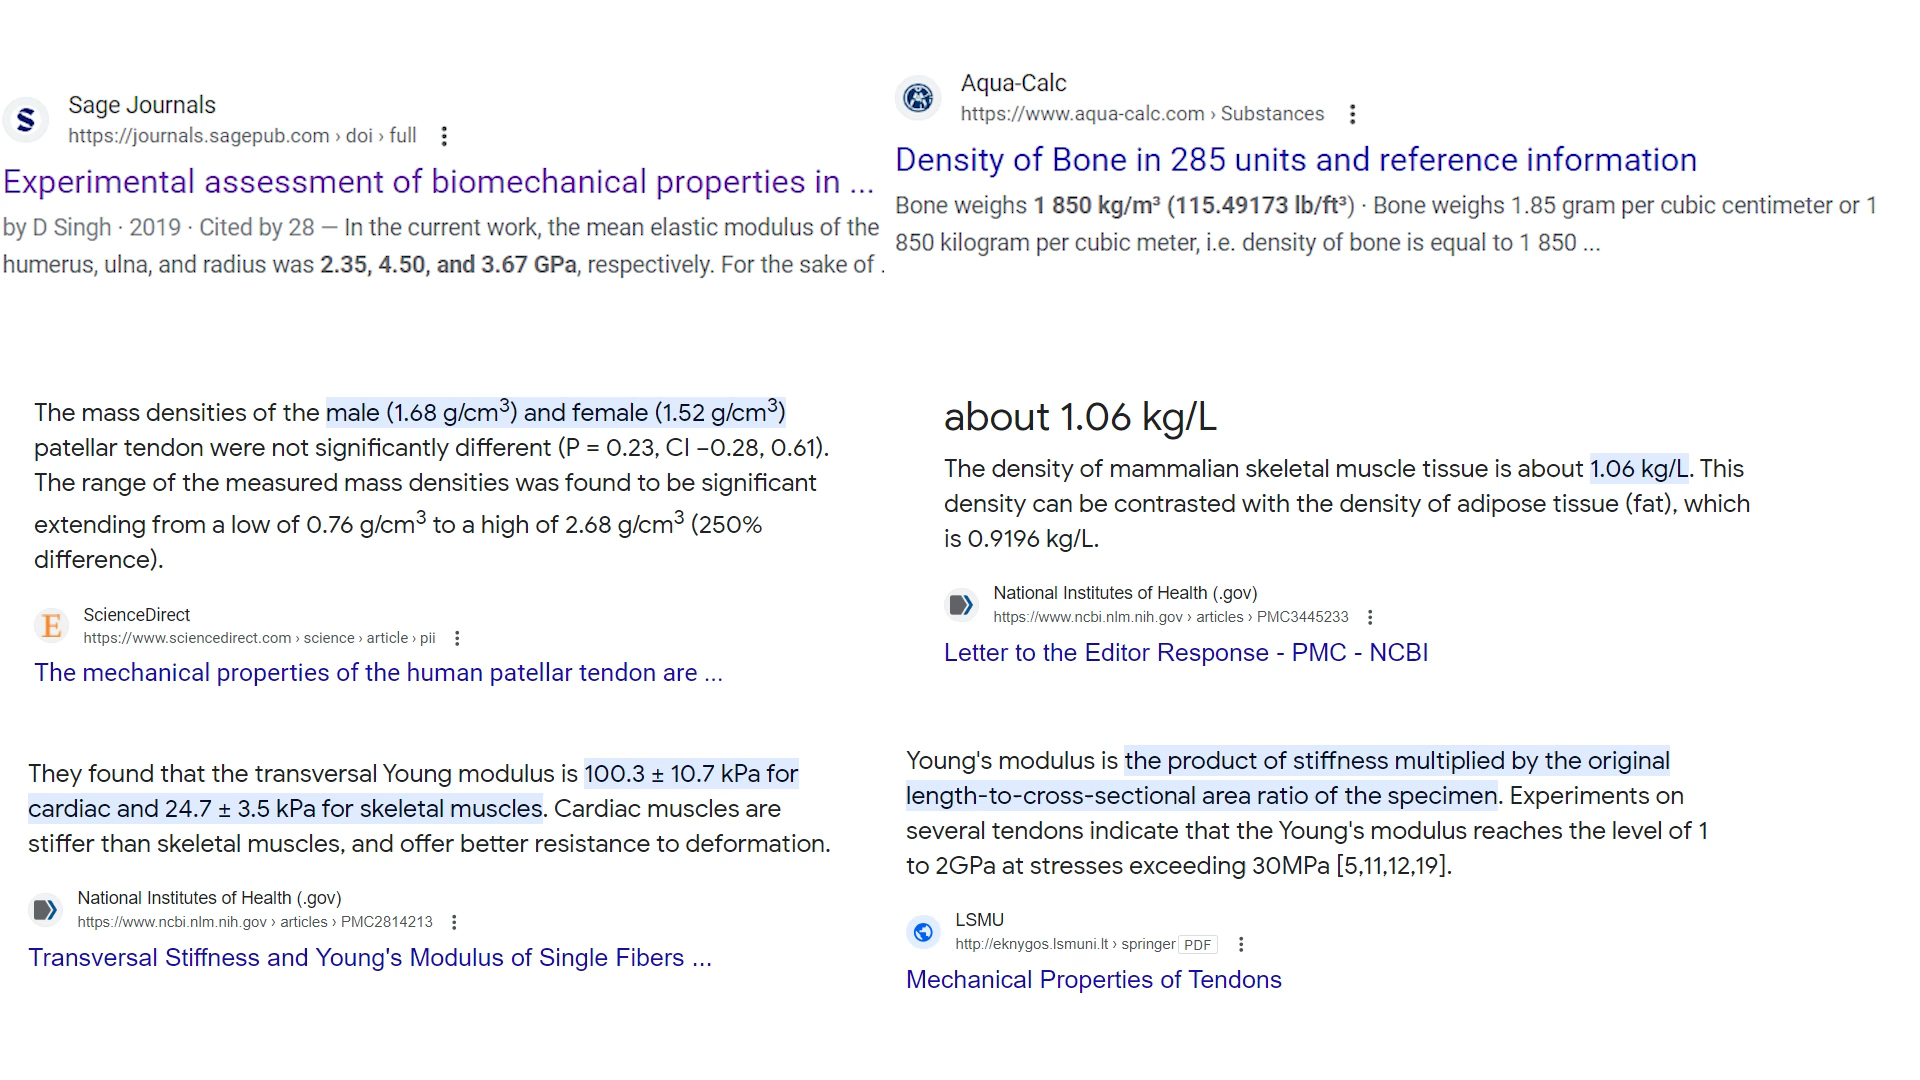 Sage Journals
https://journals.sagepub.com › doi › full
Experimental assessment of biomechanical properties in ...
by D Singh · 2019 · Cited by 28 — In the current work, the mean elastic modulus of the
humerus, ulna, and radius was 2.35, 4.50, and 3.67 GPa, respectively. For the sake of .
Aqua-Calc
https://www.aqua-calc.com › Substances
Density of Bone in 285 units and reference information
Bone weighs 1 850 kg/m³ (115.49173 lb/ft³) · Bone weighs 1.85 gram per cubic centimeter or 1
850 kilogram per cubic meter, i.e. density of bone is equal to 1 850 ...
The mass densities of the male (1.68 g/cm³) and female (1.52 g/cm³)
patellar tendon were not significantly different (P = 0.23, CI −0.28, 0.61).
The range of the measured mass densities was found to be significant
extending from a low of 0.76 g/cm³ to a high of 2.68 g/cm³ (250%
difference).
ScienceDirect
https://www.sciencedirect.com › science › article › pii
The mechanical properties of the human patellar tendon are ...
about 1.06 kg/L
The density of mammalian skeletal muscle tissue is about 1.06 kg/L. This
density can be contrasted with the density of adipose tissue (fat), which
is 0.9196 kg/L.
National Institutes of Health (.gov)
https://www.ncbi.nlm.nih.gov › articles › PMC3445233
Letter to the Editor Response - PMC - NCBI
They found that the transversal Young modulus is 100.3 ± 10.7 kPa for
cardiac and 24.7 ± 3.5 kPa for skeletal muscles. Cardiac muscles are
stiffer than skeletal muscles, and offer better resistance to deformation.
National Institutes of Health (.gov)
https://www.ncbi.nlm.nih.gov › articles › PMC2814213
Transversal Stiffness and Young's Modulus of Single Fibers ...
Young's modulus is the product of stiffness multiplied by the original
length-to-cross-sectional area ratio of the specimen. Experiments on
several tendons indicate that the Young's modulus reaches the level of 1
to 2GPa at stresses exceeding 30MPa [5,11,12,19].
LSMU
http://eknygos.lsmuni.lt › springer PDF
Mechanical Properties of Tendons